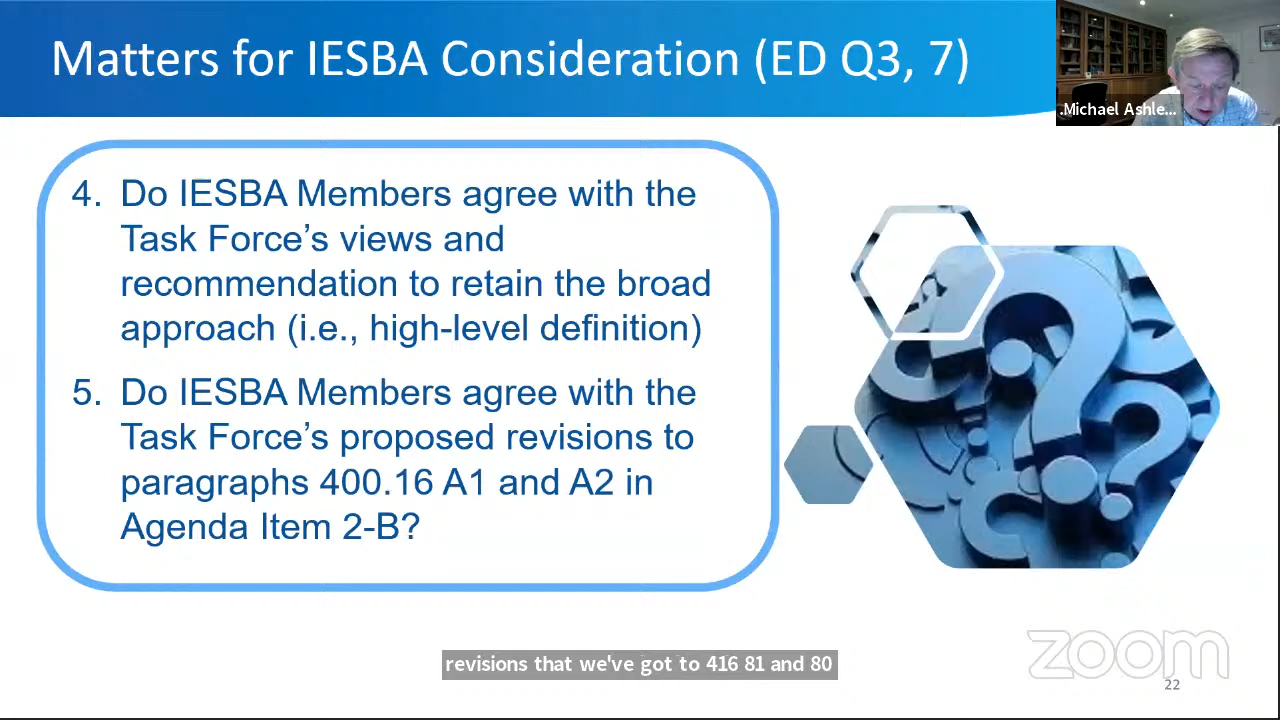 Matters for IESBA Consideration (ED Q3, 7)
.Michael Ashle...
4. Do IESBA Members agree with the
Task Force’s views and
recommendation to retain the broad
approach (i.e., high-level definition)
5. Do IESBA Members agree with the
Task Force’s proposed revisions to
paragraphs 400.16 A1 and A2 in
Agenda Item 2-B?
revisions that we've got to 416 81 and 80
zoom
22